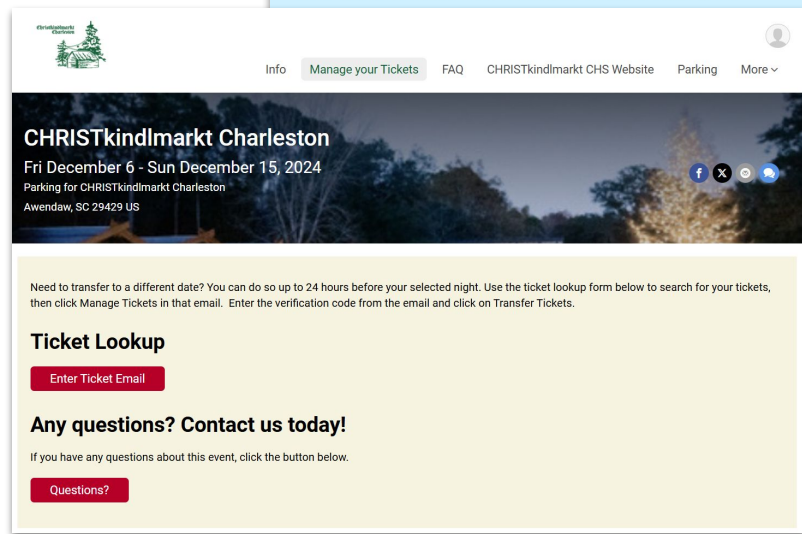 Christkindlmarkt
Charleston
Info Manage your Tickets FAQ CHRISTkindlmarkt CHS Website Parking More
CHRISTkindlmarkt Charleston
Fri December 6 - Sun December 15, 2024
Parking for CHRISTkindlmarkt Charleston
Awendaw, SC 29429 US
Need to transfer to a different date? You can do so up to 24 hours before your selected night. Use the ticket lookup form below to search for your tickets,
then click Manage Tickets in that email. Enter the verification code from the email and click on Transfer Tickets.
Ticket Lookup
Enter Ticket Email
Any questions? Contact us today!
If you have any questions about this event, click the button below.
Questions?